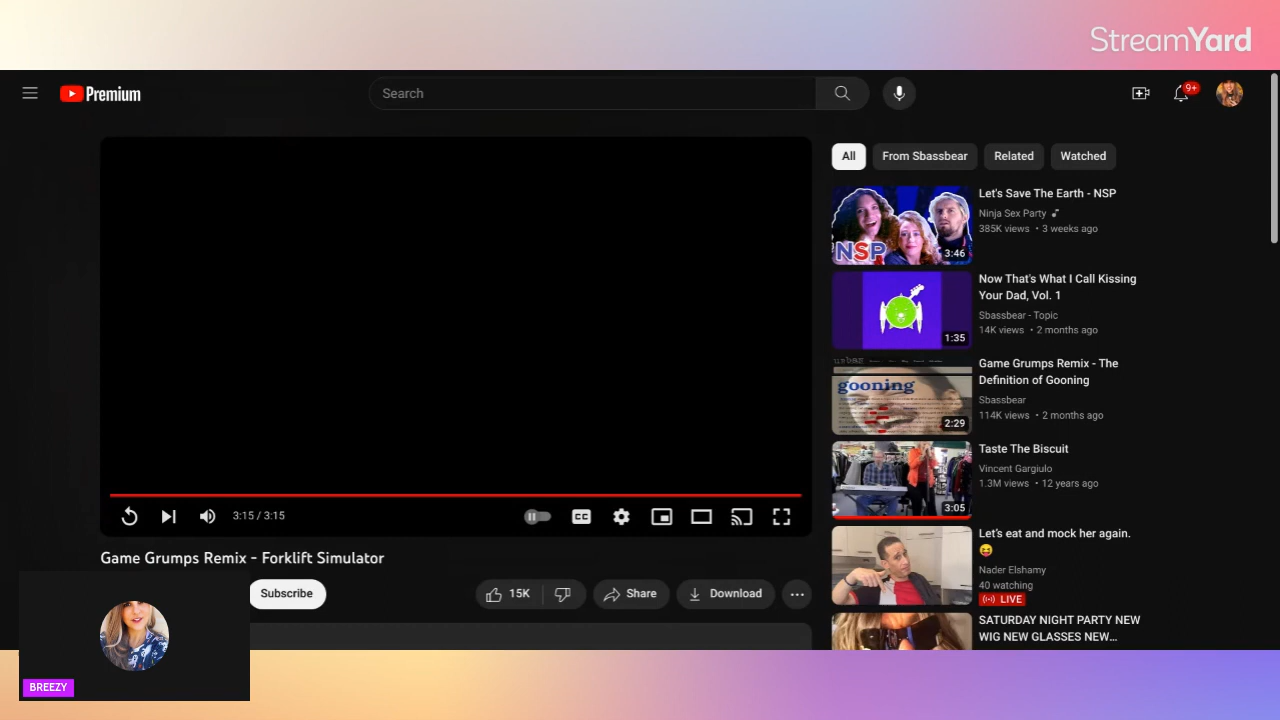 StreamYard
Premium
Search
9+
All
From Sbassbear
Related
Watched
NSP
3:46
Let's Save The Earth - NSP
Ninja Sex Party
385K views • 3 weeks ago
1:35
Now That's What I Call Kissing
Your Dad, Vol. 1
Sbassbear - Topic
14K views • 2 months ago
gooning
2:29
Game Grumps Remix - The
Definition of Gooning
Sbassbear
114K views • 2 months ago
3:05
Taste The Biscuit
Vincent Gargiulo
1.3M views • 12 years ago
Let's eat and mock her again.
😝
Nader Elshamy
40 watching
LIVE
SATURDAY NIGHT PARTY NEW
WIG NEW GLASSES NEW...
3:15 / 3:15
CC
Game Grumps Remix - Forklift Simulator
Subscribe
15K
Share
Download
BREEZY